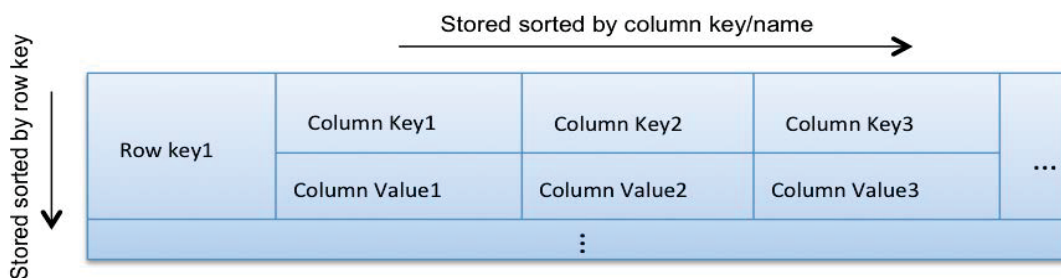 Stored sorted by column key/name
Stored sorted by row key
Row key1
Column Key1
Column Key2
Column Key3
...
Column Value1
Column Value2
Column Value3
⋮